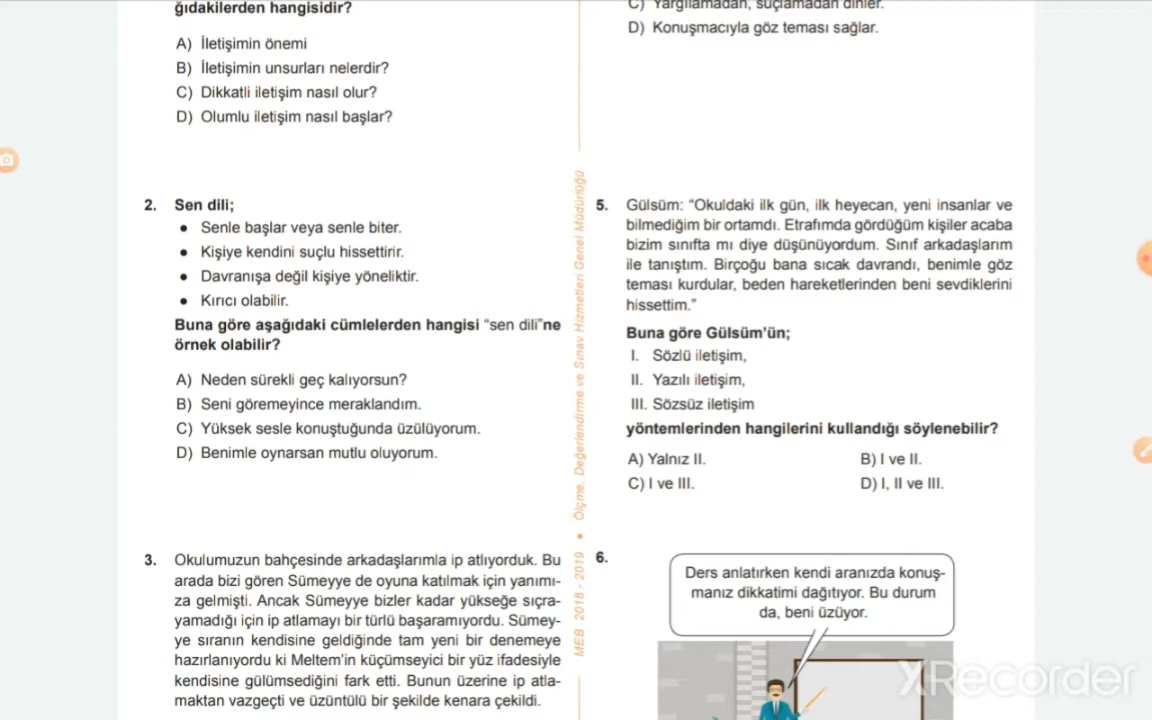 ğıdakilerden hangisidir?
A) İletişimin önemi
B) İletişimin unsurları nelerdir?
C) Dikkatli iletişim nasıl olur?
D) Olumlu iletişim nasıl başlar?
2. Sen dili;
• Senle başlar veya senle biter.
• Kişiye kendini suçlu hissettirir.
• Davranışa değil kişiye yöneliktir.
• Kırıcı olabilir.
Buna göre aşağıdaki cümlelerden hangisi “sen dili”ne
örnek olabilir?
A) Neden sürekli geç kalıyorsun?
B) Seni göremeyince meraklandım.
C) Yüksek sesle konuştuğunda üzülüyorum.
D) Benimle oynarsan mutlu oluyorum.
3. Okulumuzun bahçesinde arkadaşlarımla ip atlıyorduk. Bu
arada bizi gören Sümeyye de oyuna katılmak için yanımı-
za gelmişti. Ancak Sümeyye bizler kadar yükseğe sıçra-
yamadığı için ip atlamayı bir türlü başaramıyordu. Sümey-
ye sıranın kendisine geldiğinde tam yeni bir denemeye
hazırlanıyordu ki Meltem’in küçümseyici bir yüz ifadesiyle
kendisine gülümsediğini fark etti. Bunun üzerine ip atla-
maktan vazgeçti ve üzüntülü bir şekilde kenara çekildi.
MEB 2018 - 2019 • Ölçme, Değerlendirme ve Sınav Hizmetleri Genel Müdürlüğü
C) Yargılamadan, suçlamadan dinler.
D) Konuşmacıyla göz teması sağlar.
5. Gülsüm: “Okuldaki ilk gün, ilk heyecan, yeni insanlar ve
bilmediğim bir ortamdı. Etrafımda gördüğüm kişiler acaba
bizim sınıfta mı diye düşünüyordum. Sınıf arkadaşlarım
ile tanıştım. Birçoğu bana sıcak davrandı, benimle göz
teması kurdular, beden hareketlerinden beni sevdiklerini
hissettim.”
Buna göre Gülsüm’ün;
I. Sözlü iletişim,
II. Yazılı iletişim,
III. Sözsüz iletişim
yöntemlerinden hangilerini kullandığı söylenebilir?
A) Yalnız II. B) I ve II.
C) I ve III. D) I, II ve III.
6.
Ders anlatırken kendi aranızda konuş-
manız dikkatimi dağıtıyor. Bu durum
da, beni üzüyor.
XRecorder